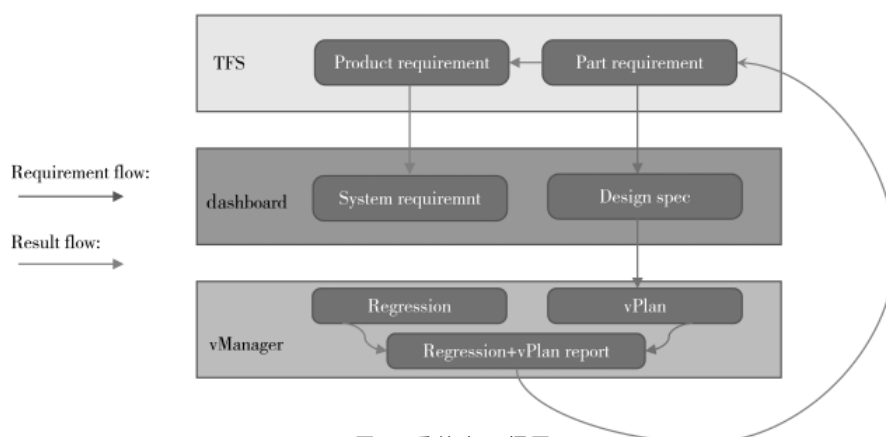 TFS
Product requirement
Part requirement
Requirement flow:
dashboard
System requiremnt
Design spec
Result flow:
Regression
vPlan
vManager
Regression+vPlan report